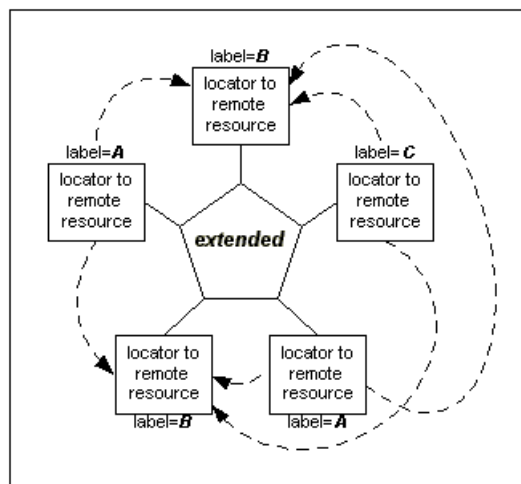 label=B
locator to
remote
resource
label=A
locator to
remote
resource
label=C
locator to
remote
resource
extended
locator to
remote
resource
label=B
locator to
remote
resource
label=A